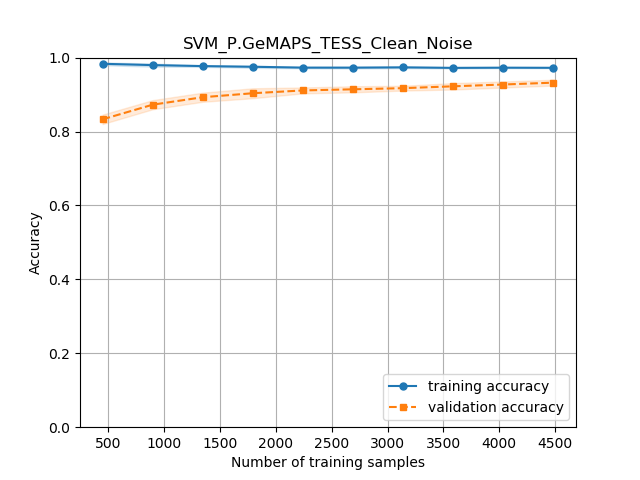 SVM_P.GeMAPS_TESS_Clean_Noise
1.0
0.8
0.6
0.4
0.2
0.0
Accuracy
training accuracy
validation accuracy
500 1000 1500 2000 2500 3000 3500 4000 4500
Number of training samples